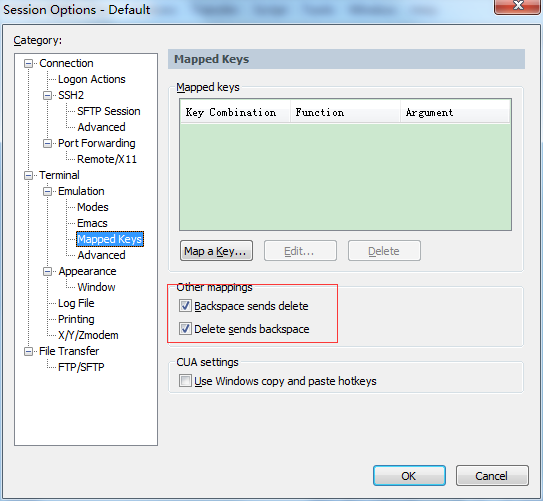 Session Options - Default
Category:
Connection
Logon Actions
SSH2
SFTP Session
Advanced
Port Forwarding
Remote/X11
Terminal
Emulation
Modes
Emacs
Mapped Keys
Advanced
Appearance
Window
Log File
Printing
X/Y/Zmodem
File Transfer
FTP/SFTP
Mapped Keys
Mapped keys
Key Combination Function Argument
Map a Key... Edit... Delete
Other mappings
Backspace sends delete
Delete sends backspace
CUA settings
Use Windows copy and paste hotkeys
OK Cancel